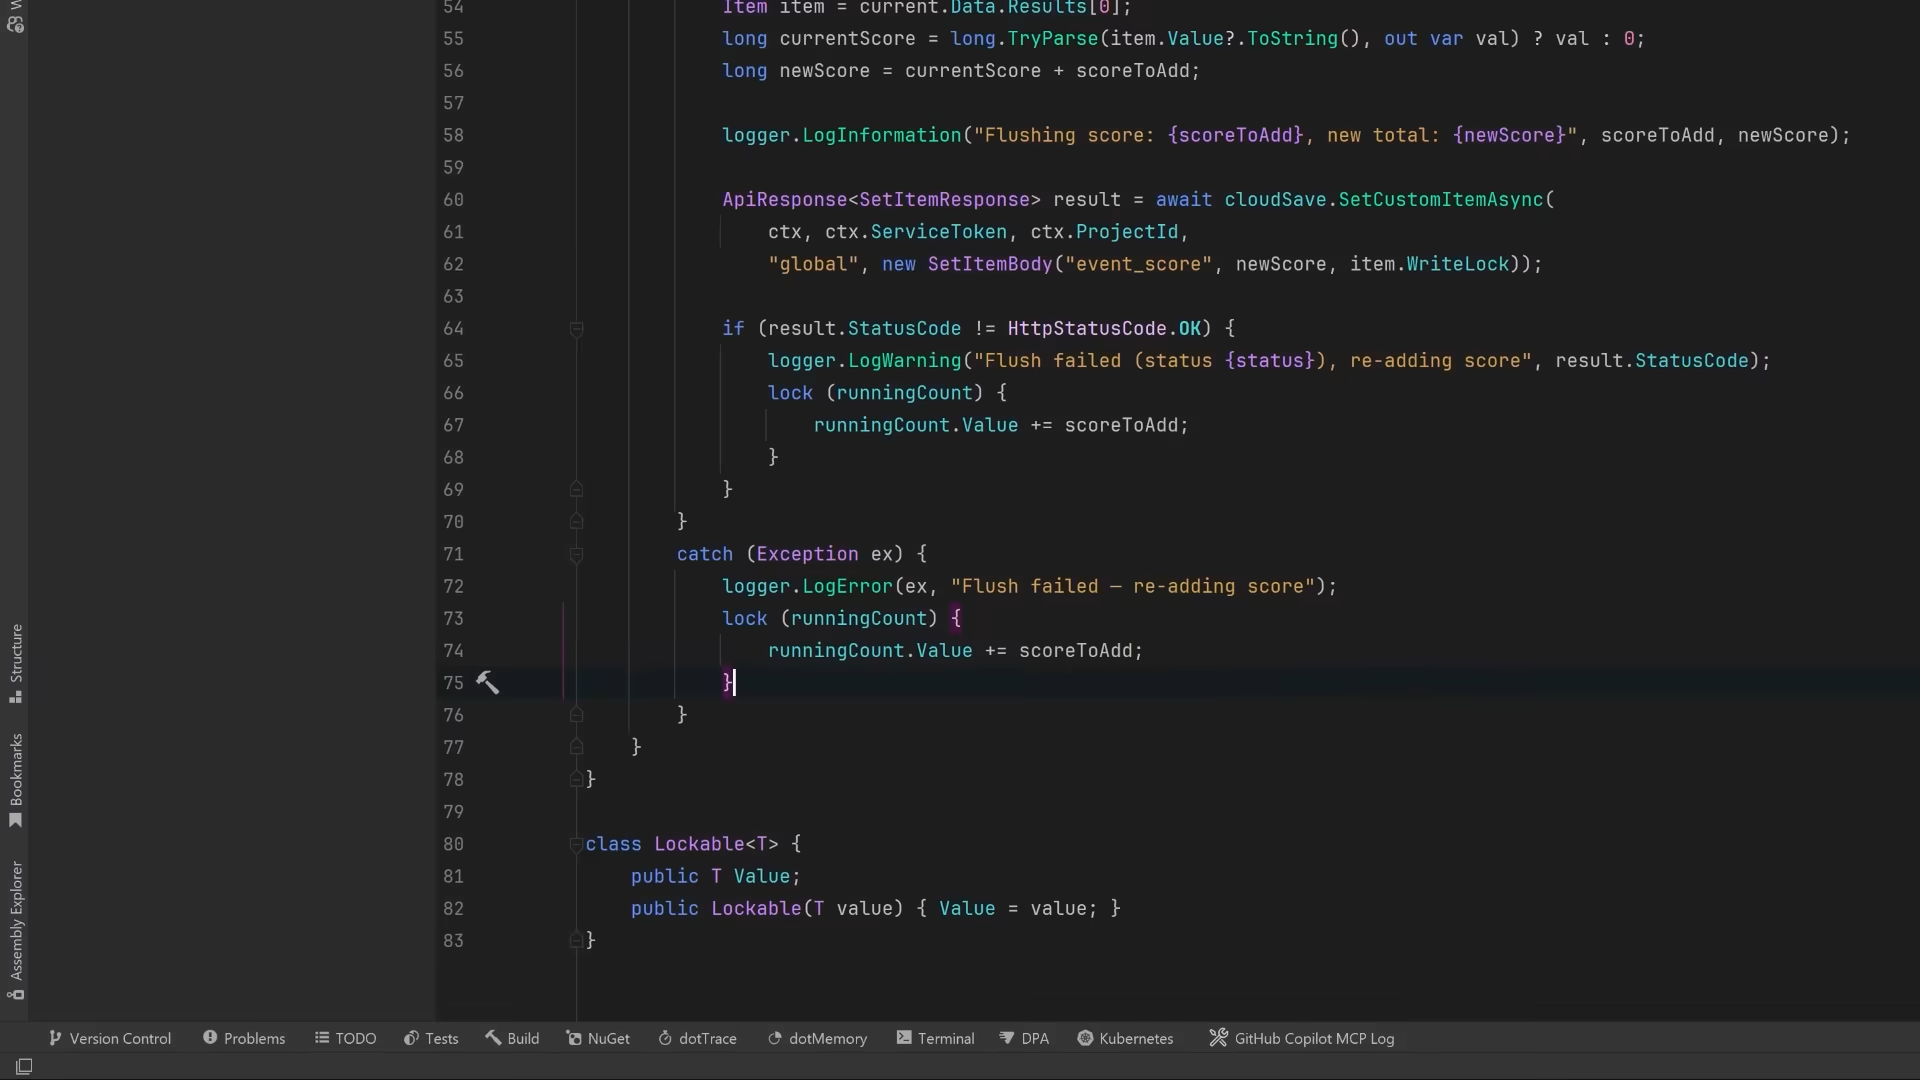 54 Item item = current.Data.Results[0];
55 long currentScore = long.TryParse(item.Value?.ToString(), out var val) ? val : 0;
56 long newScore = currentScore + scoreToAdd;
57
58 logger.LogInformation("Flushing score: {scoreToAdd}, new total: {newScore}", scoreToAdd, newScore);
59
60 ApiResponse<SetItemResponse> result = await cloudSave.SetCustomItemAsync(
61 ctx, ctx.ServiceToken, ctx.ProjectId,
62 "global", new SetItemBody("event_score", newScore, item.WriteLock));
63
64 if (result.StatusCode != HttpStatusCode.OK) {
65 logger.LogWarning("Flush failed (status {status}), re-adding score", result.StatusCode);
66 lock (runningCount) {
67 runningCount.Value += scoreToAdd;
68 }
69 }
70 }
71 catch (Exception ex) {
72 logger.LogError(ex, "Flush failed – re-adding score");
73 lock (runningCount) {
74 runningCount.Value += scoreToAdd;
75 }
76 }
77 }
78 }
79
80 class Lockable<T> {
81 public T Value;
82 public Lockable(T value) { Value = value; }
83 }
Structure
Bookmarks
Assembly Explorer
Version Control Problems TODO Tests Build NuGet dotTrace dotMemory Terminal DPA Kubernetes GitHub Copilot MCP Log